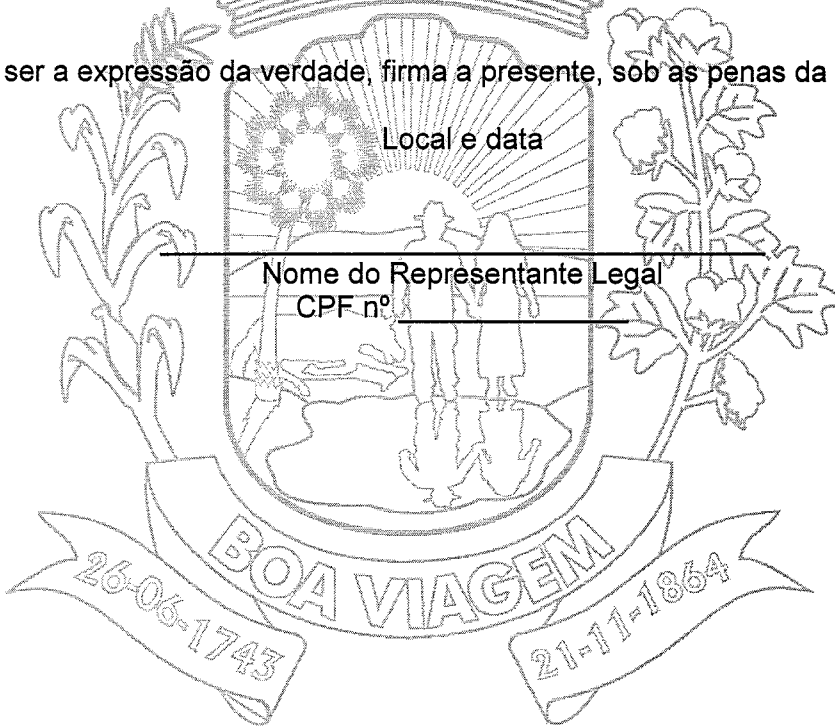 ser a expressão da verdade, firma a presente, sob as penas da
Local e data
Nome do Representante Legal
CPF nº
BOA VIAGEM
26-06-1743
21-11-1864